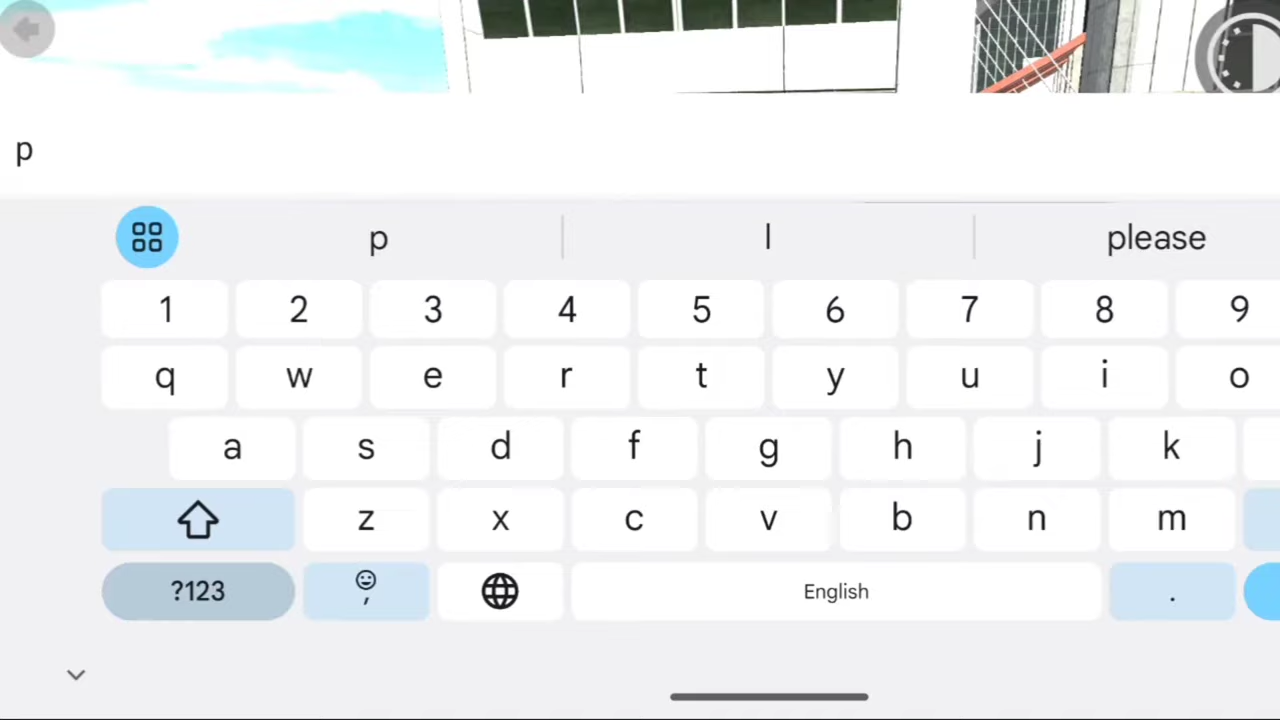 p
p l please
1 2 3 4 5 6 7 8 9
q w e r t y u i o
a s d f g h j k
z x c v b n m
?123 , English .